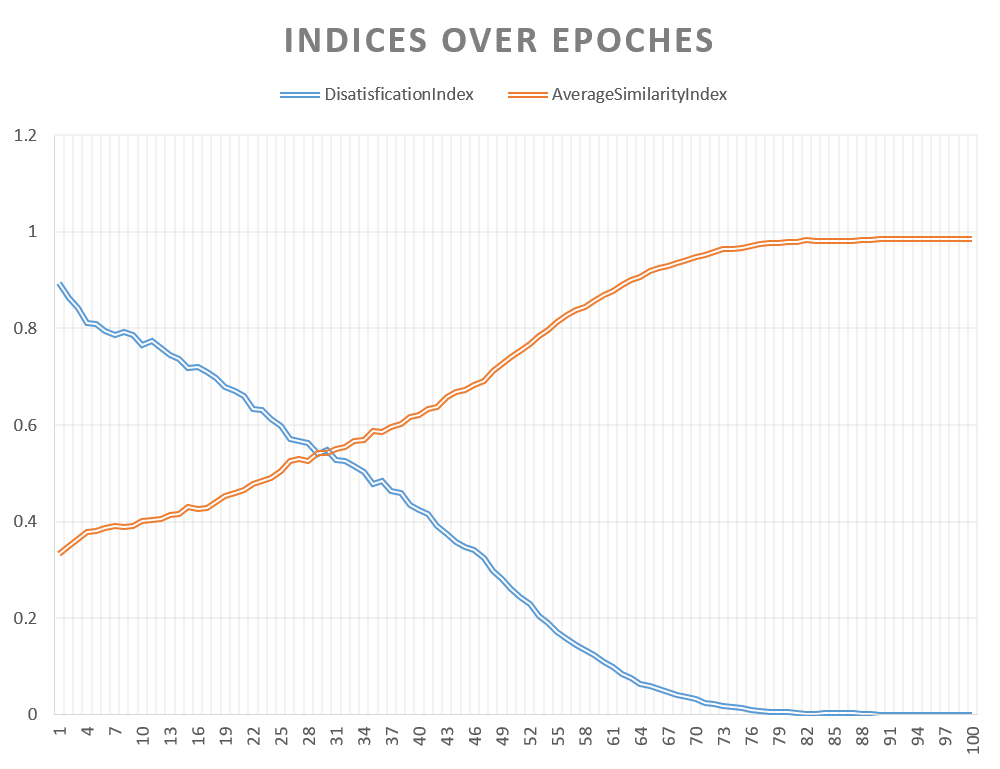 INDICES OVER EPOCHES
DisatisficationIndex AverageSimilarityIndex
1.2
1
0.8
0.6
0.4
0.2
0
1 4 7 10 13 16 19 22 25 28 31 34 37 40 43 46 49 52 55 58 61 64 67 70 73 76 79 82 85 88 91 94 97 100